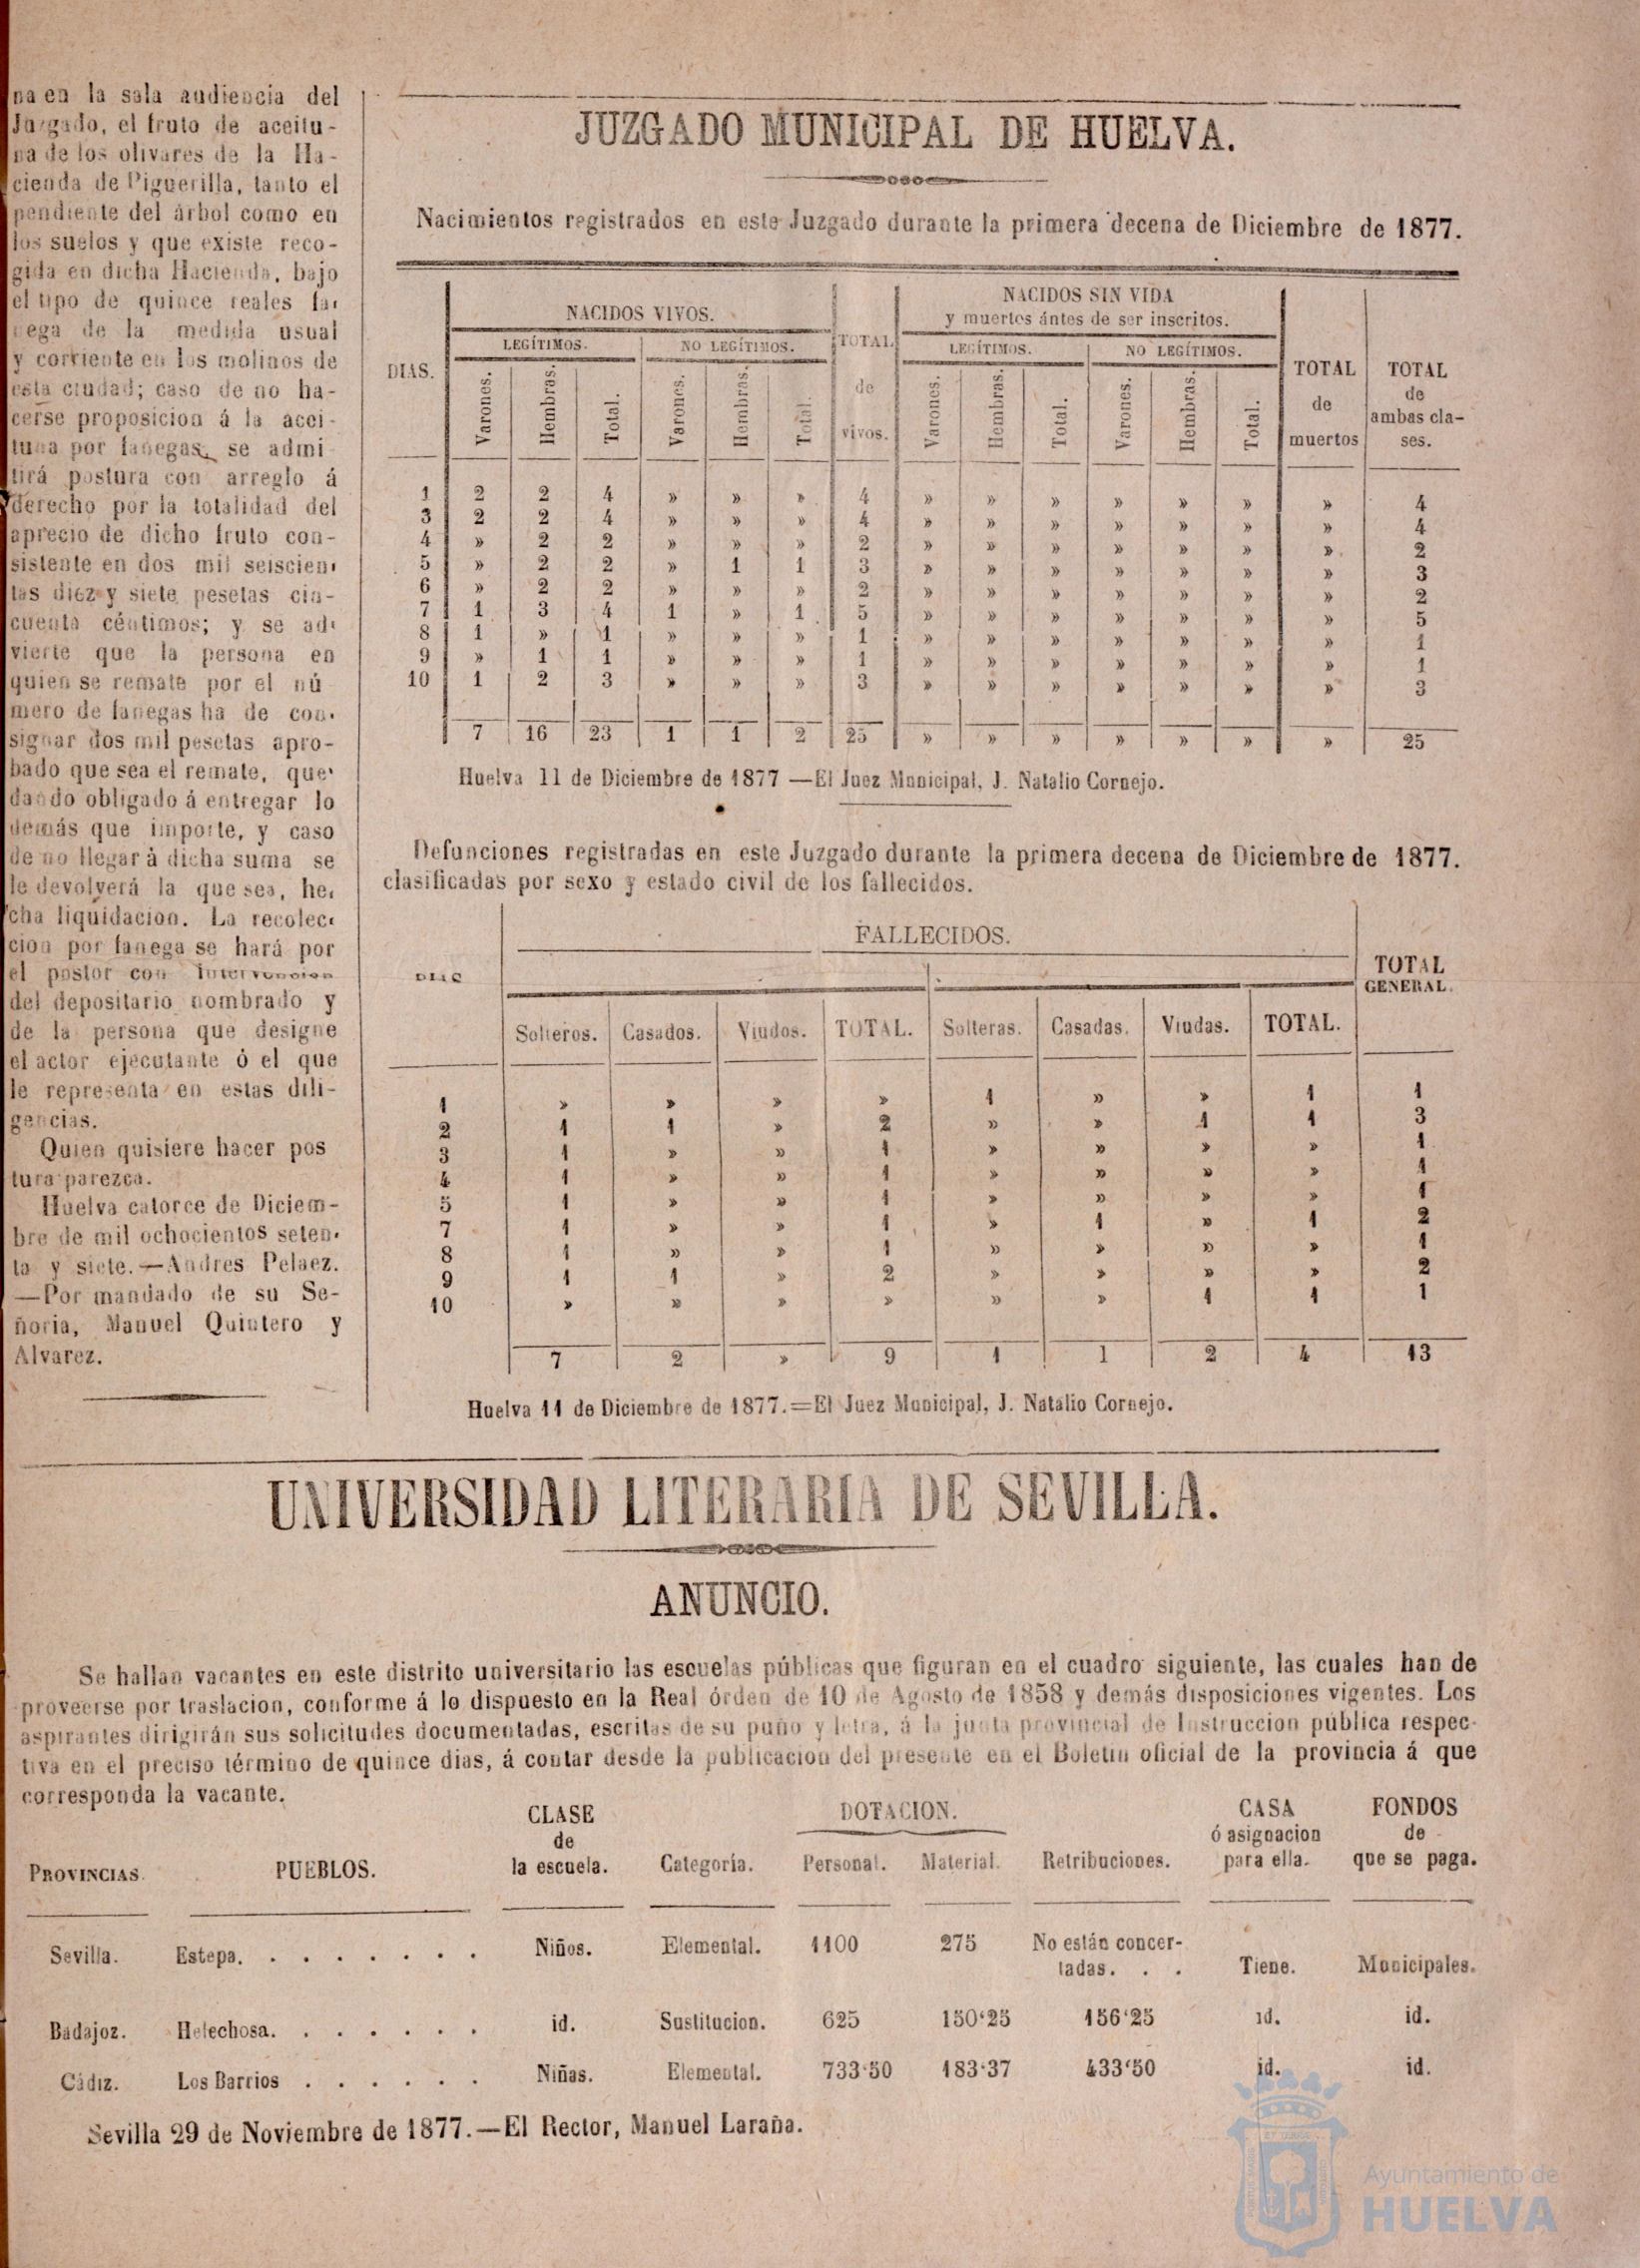 na en la sala audiencia del
Juzgado, el fruto de aceitu-
na de los olivares de la Ha-
cienda de Piguerilla, tanto el
pendiente del árbol como en
los suelos y que existe reco-
gida en dicha Hacienda, bajo
el tipo de quince reales fa-
nega de la medida usual
y corriente en los molinos de
esta ciudad; caso de no ha-
cerse proposicion á la acei-
tuna por fanegas, se admi
tirá postura con arreglo á
derecho por la totalidad del
aprecio de dicho fruto con-
sistente en dos mil seiscien-
tas diez y siete pesetas cin-
cuenta céntimos; y se ad-
vierte que la persona en
quien se remate por el nú
mero de fanegas ha de con-
signar dos mil pesetas apro-
bado que sea el remate, que-
dando obligado á entregar lo
demás que importe, y caso
de no llegar á dicha suma se
le devolverá la que sea, he-
cha liquidacion. La recolec-
cion por fanega se hará por
el postor con intervencion
del depositario nombrado y
de la persona que designe
el actor ejecutante ó el que
le representa en estas dili-
gencias.
Quien quisiere hacer pos
tura parezca.
Huelva catorce de Diciem-
bre de mil ochocientos seten-
ta y siete.—Andres Pelaez.
—Por mandado de su Se-
ñoria, Manuel Quintero y
Alvarez.
JUZGADO MUNICIPAL DE HUELVA.
Nacimientos registrados en este Juzgado durante la primera decena de Diciembre de 1877.
NACIDOS VIVOS. NACIDOS SIN VIDA
y muertos ántes de ser inscritos.
LEGÍTIMOS. NO LEGÍTIMOS. TOTAL LEGÍTIMOS. NO LEGÍTIMOS.
DIAS. Varones. Hembras. Total. Varones. Hembras. Total. de vivos. Varones. Hembras. Total. Varones. Hembras. Total. TOTAL de muertos TOTAL de ambas cla-
ses.
1 2 2 4 » » » 4 » » » » » » » 4
3 2 2 4 » » » 4 » » » » » » » 4
4 » 2 2 » » » 2 » » » » » » » 2
5 » 2 2 » 1 1 3 » » » » » » » 3
6 » 2 2 » » » 2 » » » » » » » 2
7 1 3 4 1 » 1 5 » » » » » » » 5
8 1 » 1 » » » 1 » » » » » » » 1
9 » 1 1 » » » 1 » » » » » » » 1
10 1 2 3 » » » 3 » » » » » » » 3
7 16 23 1 1 2 25 » » » » » » » 25
Huelva 11 de Diciembre de 1877 —El Juez Municipal, J. Natalio Cornejo.
Defunciones registradas en este Juzgado durante la primera decena de Diciembre de 1877.
clasificadas por sexo y estado civil de los fallecidos.
FALLECIDOS.
TOTAL
GENERAL.
Solteros. Casados. Viudos. TOTAL. Solteras. Casadas. Viudas. TOTAL.
1 » » » » 1 » » 1 1
2 1 1 » 2 » » 1 1 3
3 1 » » 1 » » » » 1
4 1 » » 1 » » » » 1
5 1 » » 1 » » » » 1
7 1 » » 1 » 1 » 1 2
8 1 » » 1 » » » » 1
9 1 1 » 2 » » » » 2
10 » » » » » » 1 1 1
7 2 » 9 1 1 2 4 13
Huelva 11 de Diciembre de 1877.=El Juez Municipal, J. Natalio Cornejo.
UNIVERSIDAD LITERARIA DE SEVILLA.
ANUNCIO.
Se hallan vacantes en este distrito universitario las escuelas públicas que figuran en el cuadro siguiente, las cuales han de
proveerse por traslacion, conforme á lo dispuesto en la Real órden de 10 de Agosto de 1858 y demás disposiciones vigentes. Los
aspirantes dirigirán sus solicitudes documentadas, escritas de su puño y letra, á la junta provincial de Instruccion pública respec-
tiva en el preciso término de quince dias, á contar desde la publicacion del presente en el Boletin oficial de la provincia á que
corresponda la vacante.
CLASE DOTACION. CASA FONDOS
de ó asignacion de
PROVINCIAS. PUEBLOS. la escuela. Categoría. Personal. Material. Retribuciones. para ella. que se paga.
Sevilla. Estepa. . . . . . . . Niños. Elemental. 1100 275 No están concer-
tadas. . . Tiene. Municipales.
Badajoz. Helechosa. . . . . . . id. Sustitucion. 625 150'25 156'25 id. id.
Cádiz. Los Barrios . . . . . . Niñas. Elemental. 733'50 183'37 433'50 id. id.
Sevilla 29 de Noviembre de 1877.—El Rector, Manuel Laraña.
Ayuntamiento de
HUELVA